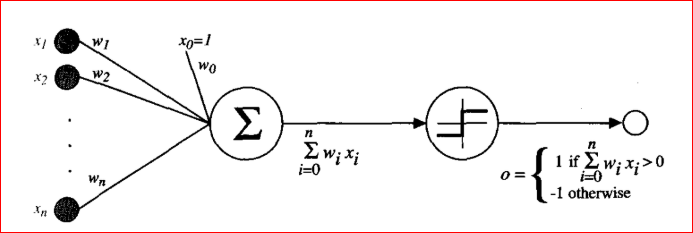 x1 w1
x0=1
w0
x2 w2
.
.
.
Σ
n
Σ wi xi
i=0
wn
xn
o = { 1 if n Σ i=0 wi xi > 0
-1 otherwise